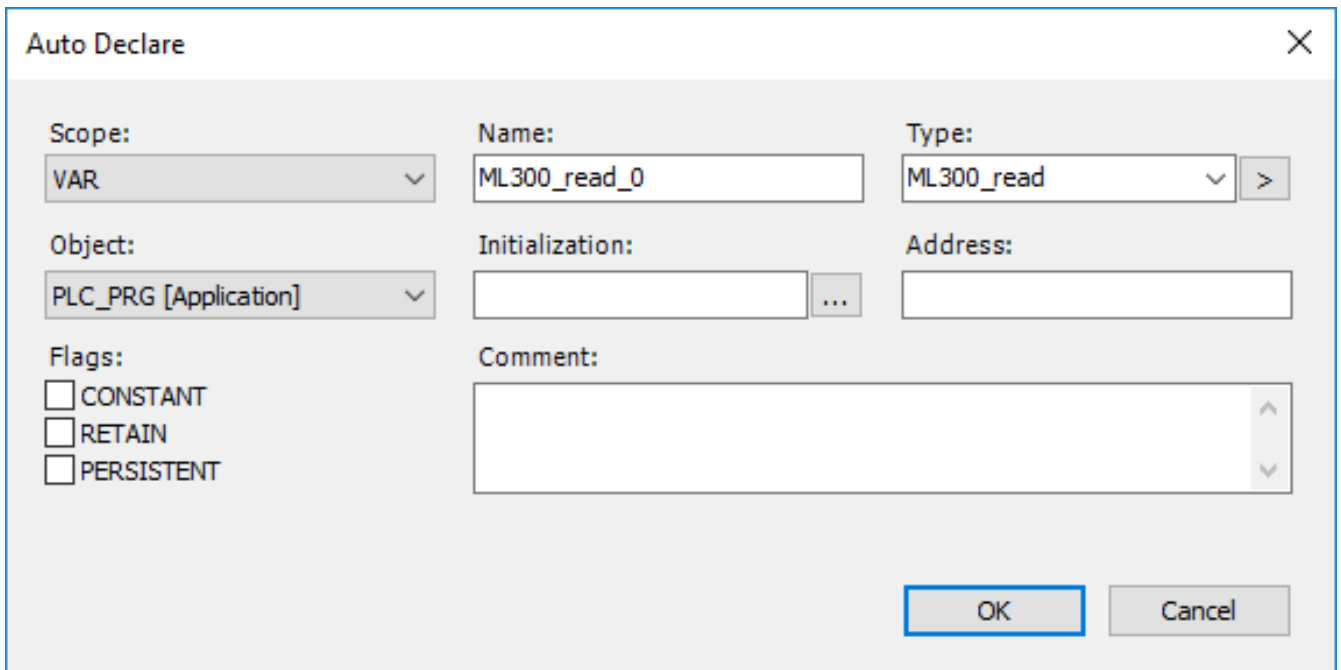 Auto Declare
Scope: Name: Type:
VAR ML300_read_0 ML300_read >
Object: Initialization: Address:
PLC_PRG [Application] ...
Flags: Comment:
CONSTANT
RETAIN
PERSISTENT
OK Cancel